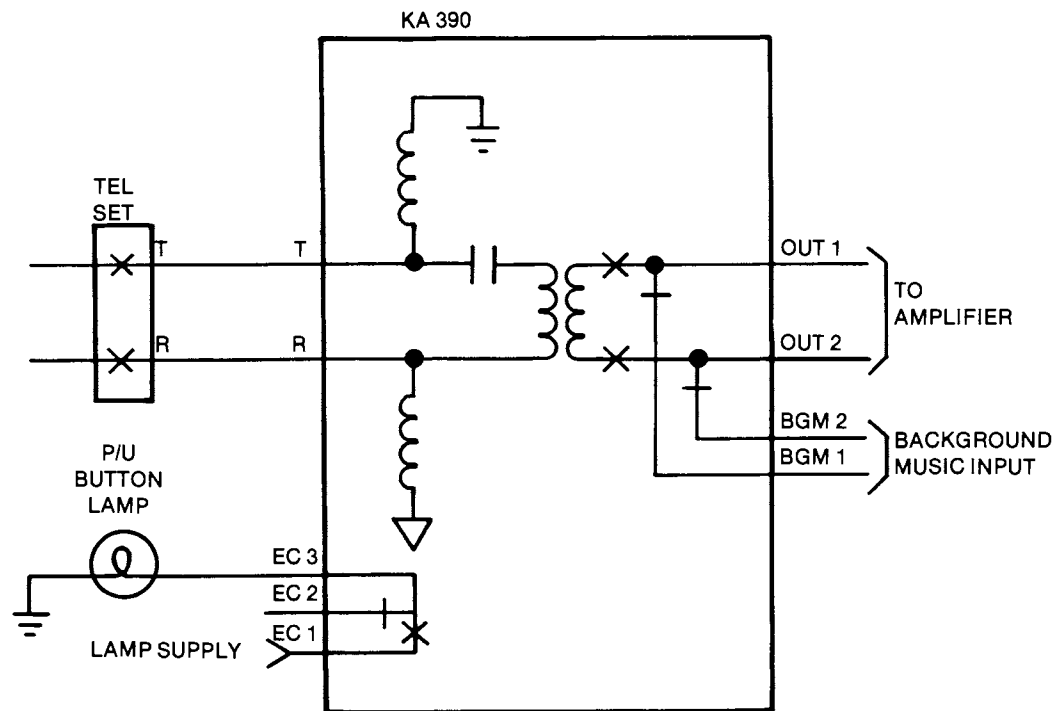 KA 390
TEL
SET
T
T
R
R
OUT 1
OUT 2
TO
AMPLIFIER
BGM 2
BGM 1
BACKGROUND
MUSIC INPUT
P/U
BUTTON
LAMP
EC 3
EC 2
EC 1
LAMP SUPPLY